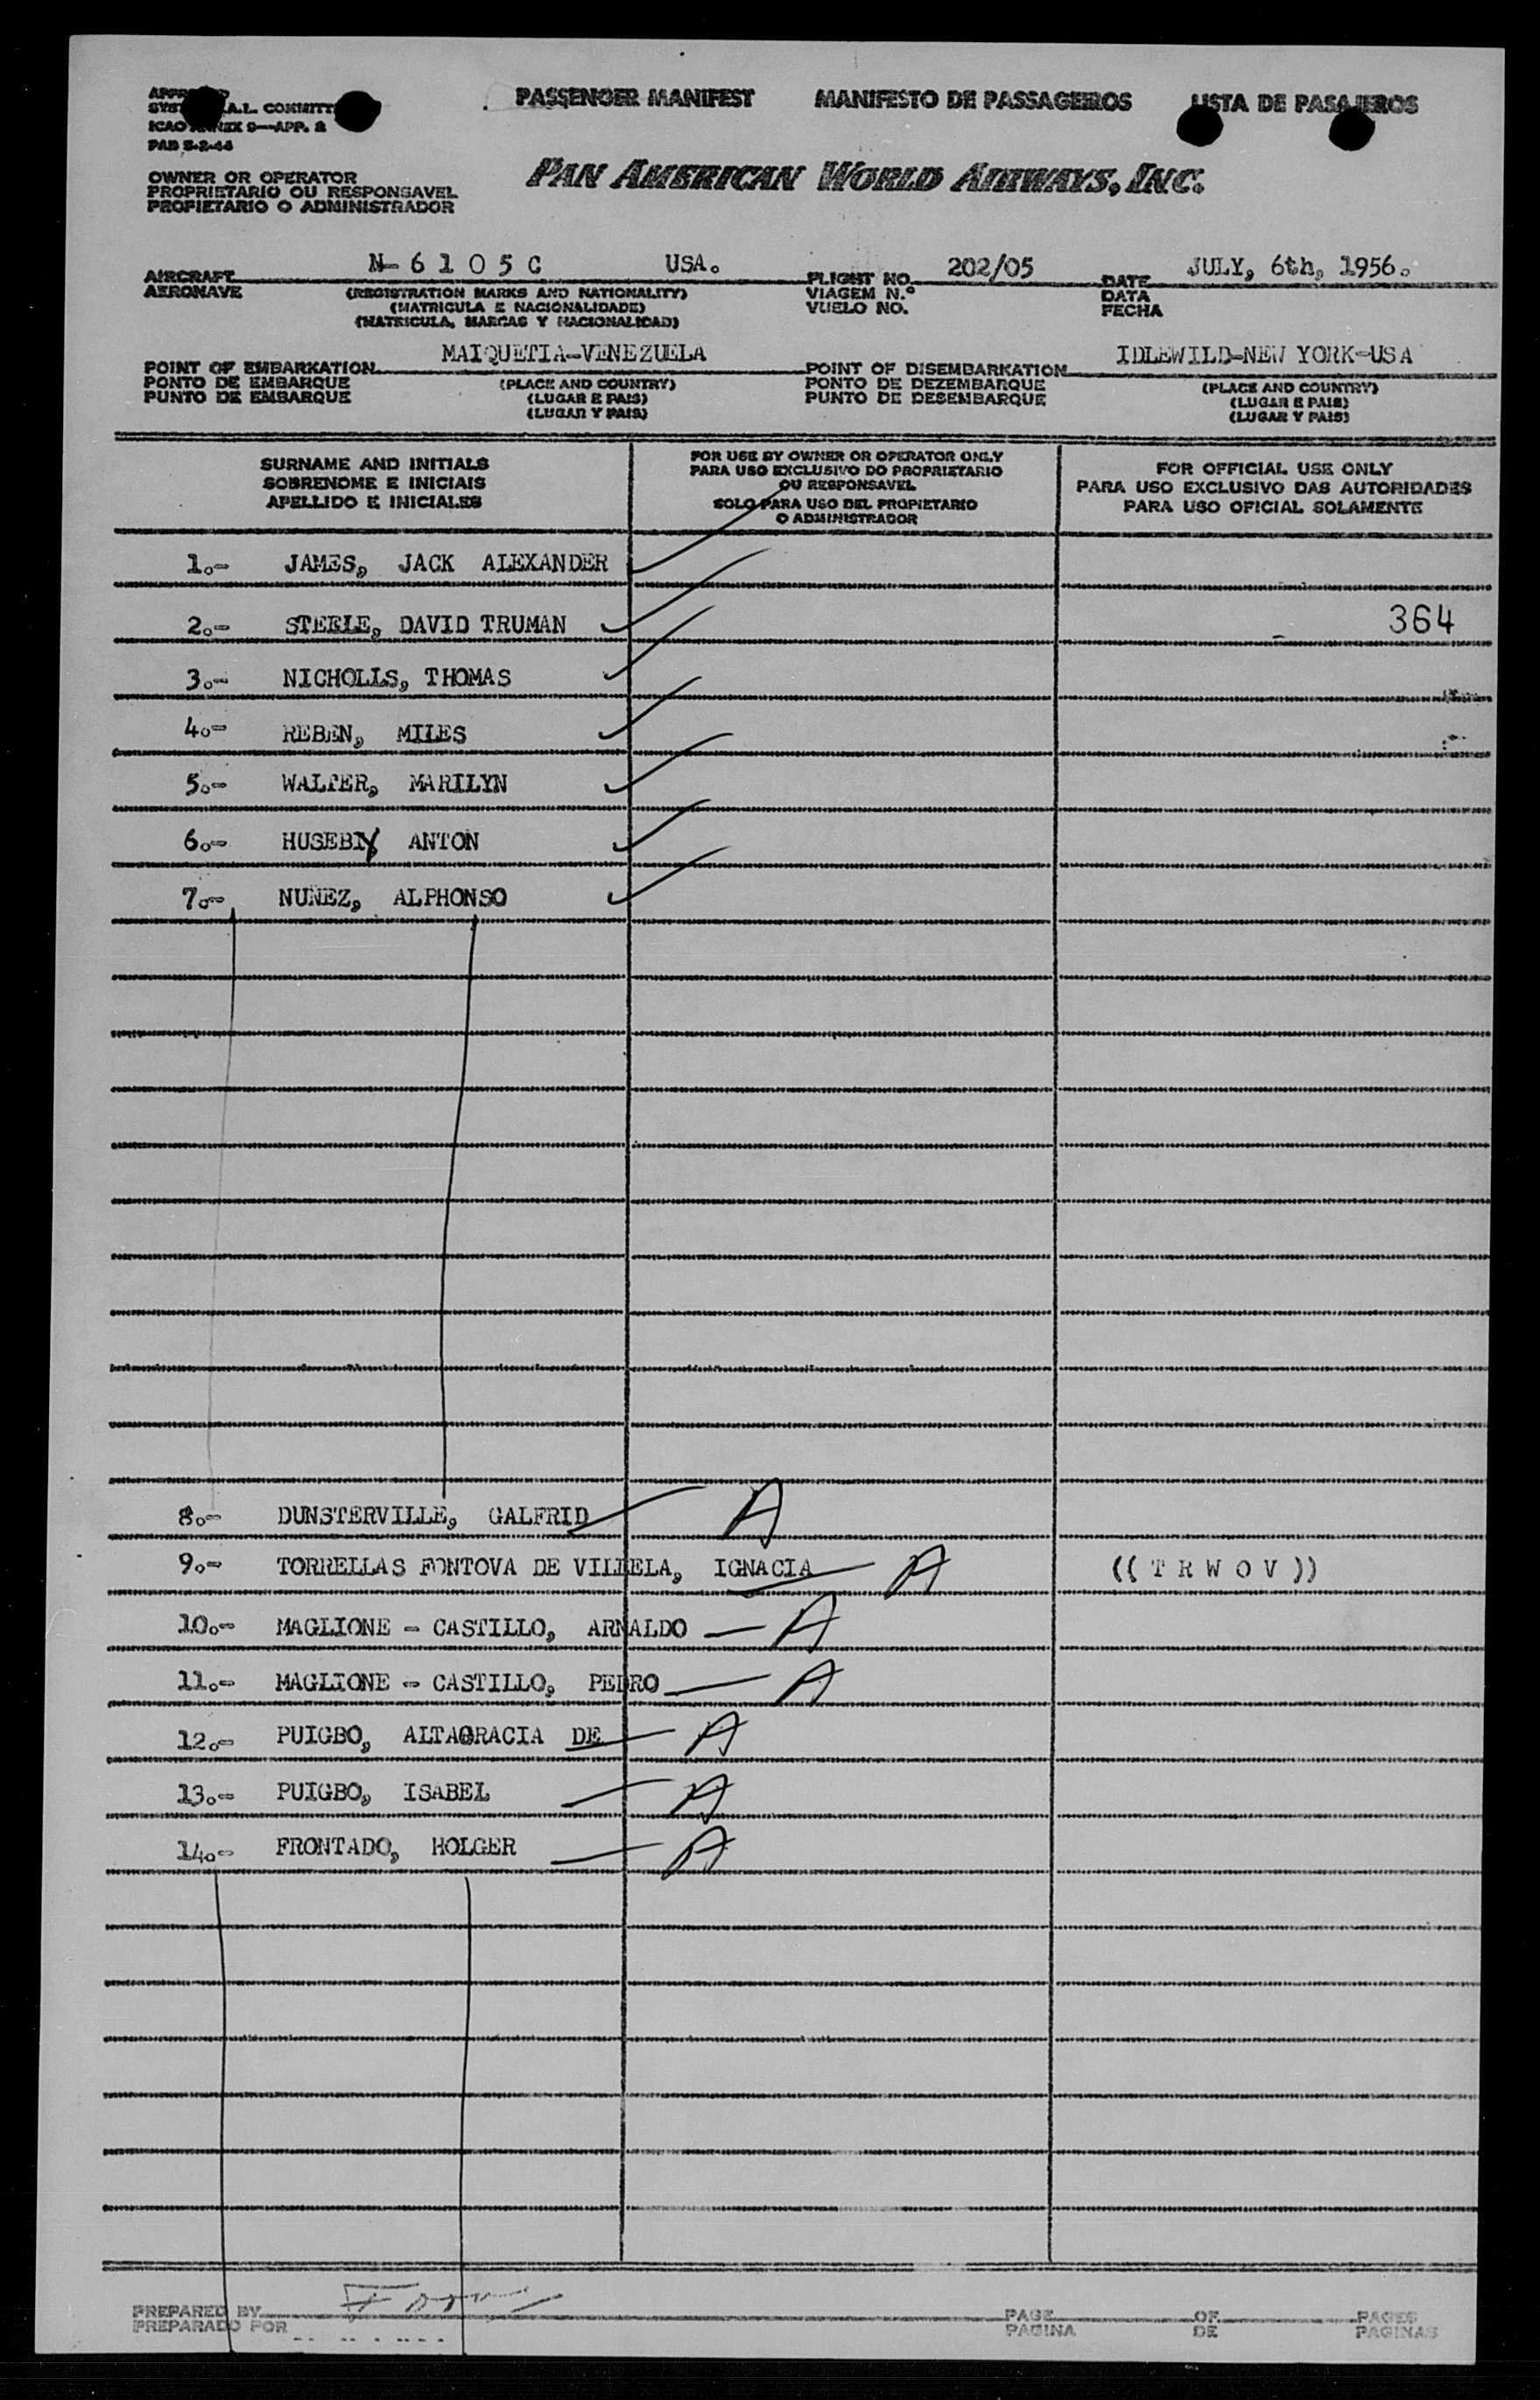 PASSENGER MANIFEST MANIFESTO DE PASSAGEIROS LISTA DE PASAJEROS
A.L. COMMITT
ICAO ANNEX 9—APP. 2
OWNER OR OPERATOR
PROPRIETARIO OU RESPONSAVEL
PROPIETARIO O ADMINISTRADOR
PAN AMERICAN WORLD AIRWAYS, INC.
AIRCRAFT N-6105C USA. FLIGHT NO. 202/05 DATE JULY, 6th, 1956.
AERONAVE (REGISTRATION MARKS AND NATIONALITY) VIAGEM N.º DATA
(MATRICULA E NACIONALIDADE) VUELO NO. FECHA
(MATRICULA, MARCAS Y NACIONALIDAD)
POINT OF EMBARKATION MAIQUETIA-VENEZUELA POINT OF DISEMBARKATION IDLEWILD-NEW YORK-USA
PONTO DE EMBARQUE (PLACE AND COUNTRY) PONTO DE DEZEMBARQUE (PLACE AND COUNTRY)
PUNTO DE EMBARQUE (LUGAR E PAIS) PUNTO DE DESEMBARQUE (LUGAR E PAIS)
(LUGAR Y PAIS) (LUGAR Y PAIS)
SURNAME AND INITIALS
SOBRENOME E INICIAIS
APELLIDO E INICIALES
FOR USE BY OWNER OR OPERATOR ONLY
PARA USO EXCLUSIVO DO PROPRIETARIO
OU RESPONSAVEL
SOLO PARA USO DEL PROPIETARIO
O ADMINISTRADOR
FOR OFFICIAL USE ONLY
PARA USO EXCLUSIVO DAS AUTORIDADES
PARA USO OFICIAL SOLAMENTE
1.- JAMES, JACK ALEXANDER
2.- STEELE, DAVID TRUMAN 364
3.- NICHOLLS, THOMAS
4.- REBEN, MILES
5.- WALTER, MARILYN
6.- HUSEBY, ANTON
7.- NUNEZ, ALPHONSO
8.- DUNSTERVILLE, GALFRID A
9.- TORRELLAS FONTOVA DE VILLELA, IGNACIA A ((TRWOV))
10.- MAGLIONE - CASTILLO, ARNALDO A
11.- MAGLIONE - CASTILLO, PEDRO A
12.- PUIGBO, ALTAGRACIA DE A
13.- PUIGBO, ISABEL A
14.- FRONTADO, HOLGER A
PREPARED BY PAGE OF PAGES
PREPARADO POR PAGINA DE PAGINAS